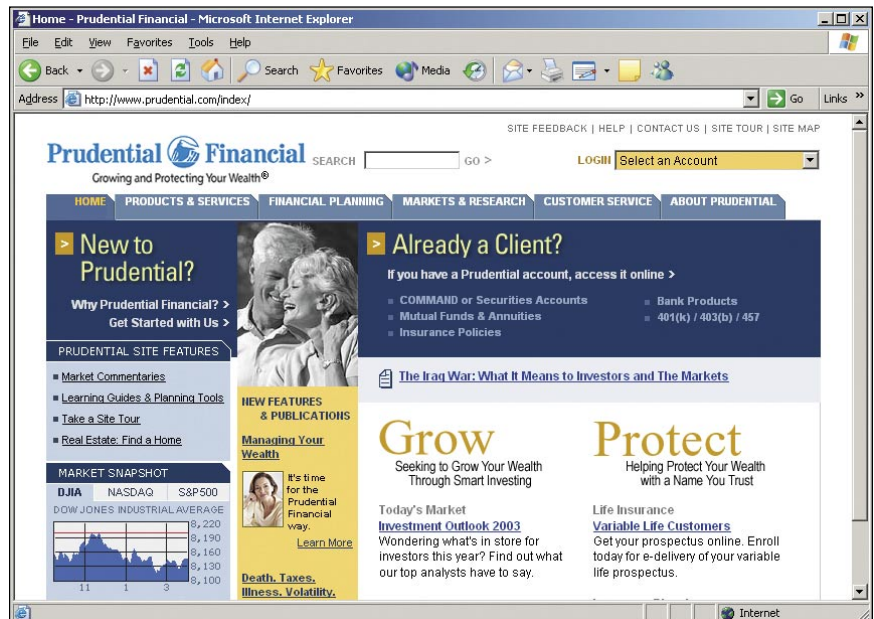 Home - Prudential Financial - Microsoft Internet Explorer
File Edit View Favorites Tools Help
Back Search Favorites Media
Address http://www.prudential.com/index/ Go Links »
SITE FEEDBACK | HELP | CONTACT US | SITE TOUR | SITE MAP
Prudential Financial SEARCH GO > LOGIN Select an Account
Growing and Protecting Your Wealth®
HOME PRODUCTS & SERVICES FINANCIAL PLANNING MARKETS & RESEARCH CUSTOMER SERVICE ABOUT PRUDENTIAL
> New to
Prudential?
Why Prudential Financial? >
Get Started with Us >
> Already a Client?
If you have a Prudential account, access it online >
COMMAND or Securities Accounts
Mutual Funds & Annuities
Insurance Policies
Bank Products
401(k) / 403(b) / 457
PRUDENTIAL SITE FEATURES
Market Commentaries
Learning Guides & Planning Tools
Take a Site Tour
Real Estate: Find a Home
MARKET SNAPSHOT
DJIA NASDAQ S&P500
DOW JONES INDUSTRIAL AVERAGE
8,220
8,190
8,160
8,130
8,100
11 1 3
NEW FEATURES
& PUBLICATIONS
Managing Your
Wealth
It's time
for the
Prudential
Financial
way.
Learn More
Death. Taxes.
Illness. Volatility.
The Iraq War: What It Means to Investors and The Markets
Grow
Seeking to Grow Your Wealth
Through Smart Investing
Today's Market
Investment Outlook 2003
Wondering what's in store for
investors this year? Find out what
our top analysts have to say.
Protect
Helping Protect Your Wealth
with a Name You Trust
Life Insurance
Variable Life Customers
Get your prospectus online. Enroll
today for e-delivery of your variable
life prospectus.
Internet